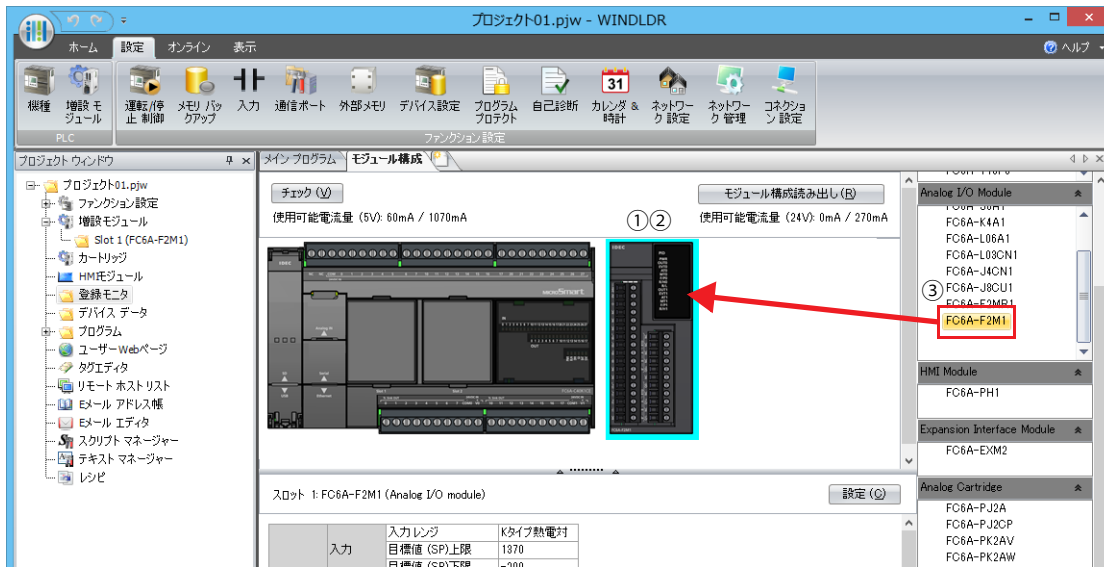 プロジェクト01.pjw - WINDLDR
ホーム 設定 オンライン 表示 ヘルプ
機種 増設モジュール 運転/停止 制御 メモリ バックアップ 入力 通信ポート 外部メモリ デバイス設定 プログラム プロテクト 自己診断 カレンダ & 時計 ネットワーク 設定 ネットワーク 管理 コネクション 設定
31
PLC ファンクション設定
プロジェクト ウィンドウ
プロジェクト01.pjw
ファンクション設定
増設モジュール
Slot 1 (FC6A-F2M1)
カートリッジ
HMIモジュール
登録モニタ
デバイス データ
プログラム
ユーザーWebページ
タグエディタ
リモート ホスト リスト
Eメール アドレス帳
Eメール エディタ
スクリプト マネージャー
テキスト マネージャー
レシピ
メイン プログラム モジュール構成
チェック (V) モジュール構成読み出し(R)
使用可能電流量 (5V): 60mA / 1070mA
使用可能電流量 (24V): 0mA / 270mA
①②
MICROSmart
スロット 1: FC6A-F2M1 (Analog I/O module) 設定 (C)
入力 入力レンジ Kタイプ熱電対
目標値 (SP)上限 1370
目標値 (SP)下限 -200
Analog I/O Module
FC6A-K4A1
FC6A-L06A1
FC6A-L03CN1
FC6A-J4CN1
FC6A-J8CU1
③
FC6A-F2MR1
FC6A-F2M1
HMI Module
FC6A-PH1
Expansion Interface Module
FC6A-EXM2
Analog Cartridge
FC6A-PJ2A
FC6A-PJ2CP
FC6A-PK2AV
FC6A-PK2AW